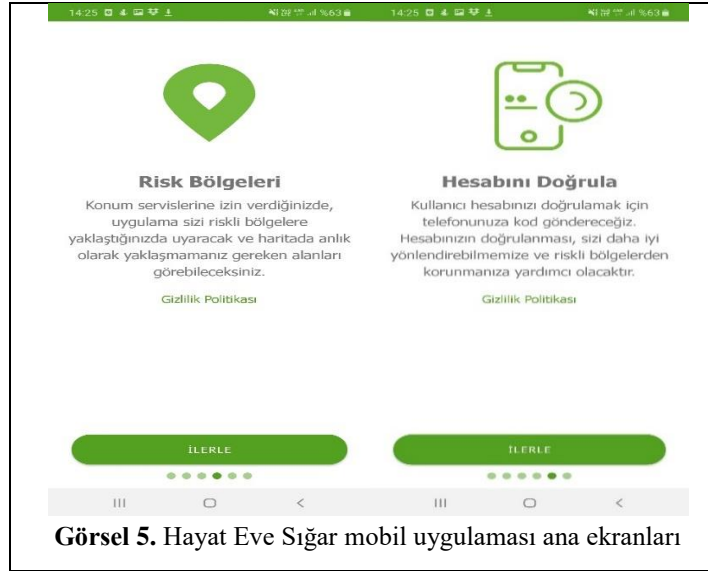 14:25 %63 14:25 %63
Risk Bölgeleri
Konum servislerine izin verdiğinizde,
uygulama sizi riskli bölgelere
yaklaştığınızda uyaracak ve haritada anlık
olarak yaklaşmamanız gereken alanları
görebileceksiniz.
Gizlilik Politikası
İLERLE
Hesabını Doğrula
Kullanıcı hesabınızı doğrulamak için
telefonunuza kod göndereceğiz.
Hesabınızın doğrulanması, sizi daha iyi
yönlendirebilmemize ve riskli bölgelerden
korunmanıza yardımcı olacaktır.
Gizlilik Politikası
İLERLE
Görsel 5. Hayat Eve Sığar mobil uygulaması ana ekranları